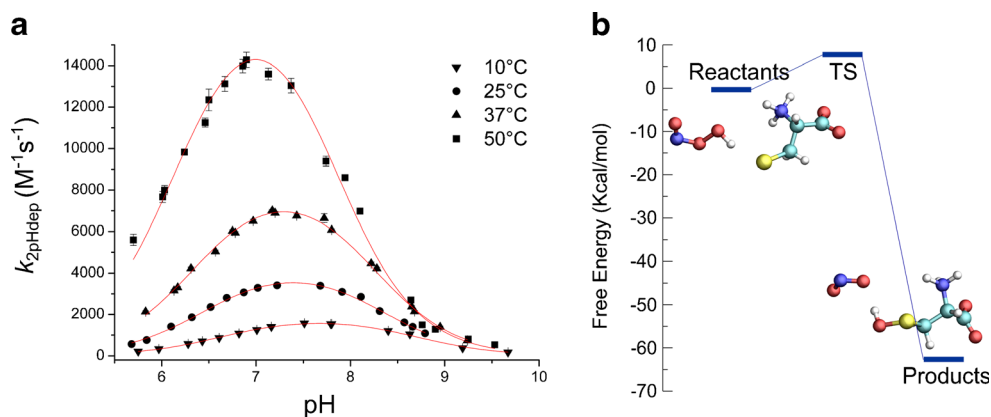 a
k2pHdep (M-1s-1)
14000
12000
10000
8000
6000
4000
2000
0
6
7
8
9
10
pH
10°C
25°C
37°C
50°C
b
Free Energy (Kcal/mol)
10
0
-10
-20
-30
-40
-50
-60
-70
Reactants
TS
Products